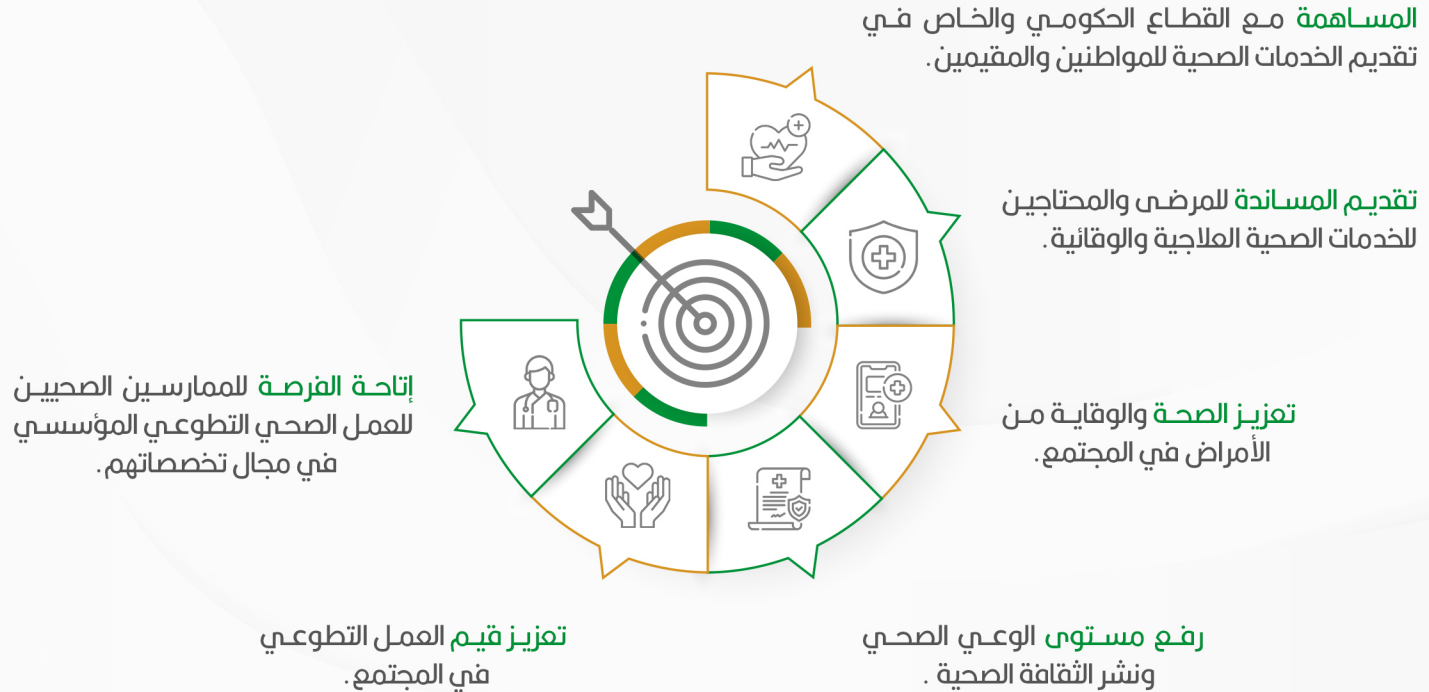 المساهمة مع القطاع الحكومي والخاص في
تقديم الخدمات الصحية للمواطنين والمقيمين.
تقديم المساندة للمرضى والمحتاجين
للخدمات الصحية العلاجية والوقائية.
تعزيز الصحة والوقاية من
الأمراض في المجتمع.
رفع مستوى الوعي الصحي
ونشر الثقافة الصحية .
تعزيز قيم العمل التطوعي
في المجتمع.
إتاحة الفرصة للممارسين الصحيين
للعمل الصحي التطوعي المؤسسي
في مجال تخصصاتهم.